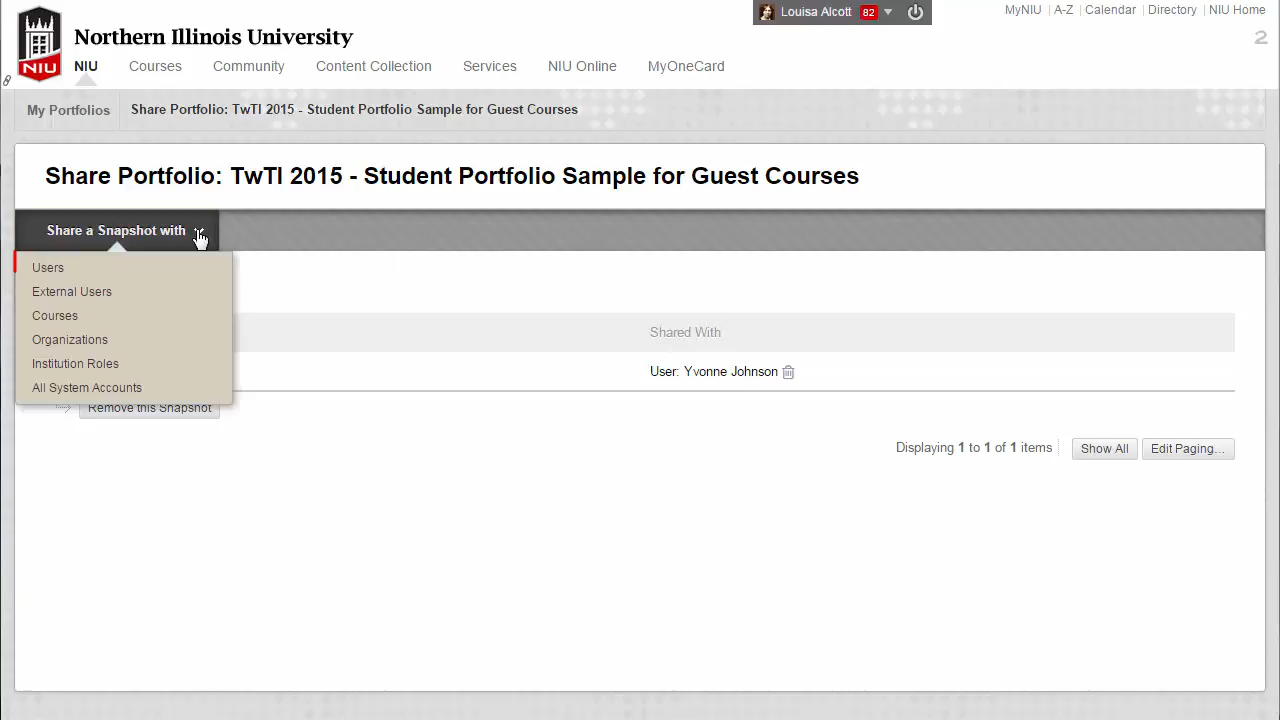 Louisa Alcott 82
MyNIU A-Z Calendar Directory NIU Home
Northern Illinois University
2
NIU
NIU Courses Community Content Collection Services NIU Online MyOneCard
My Portfolios Share Portfolio: TwTI 2015 - Student Portfolio Sample for Guest Courses
Share Portfolio: TwTI 2015 - Student Portfolio Sample for Guest Courses
Share a Snapshot with
Users
External Users
Courses
Organizations
Institution Roles
All System Accounts
Shared With
User: Yvonne Johnson
Remove this Snapshot
Displaying 1 to 1 of 1 items Show All Edit Paging...